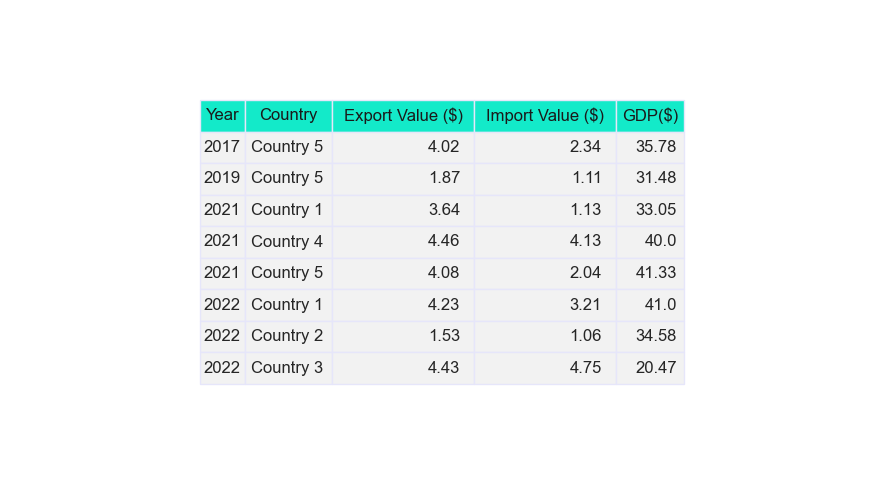 Year Country Export Value ($) Import Value ($) GDP($)
2017 Country 5 4.02 2.34 35.78
2019 Country 5 1.87 1.11 31.48
2021 Country 1 3.64 1.13 33.05
2021 Country 4 4.46 4.13 40.0
2021 Country 5 4.08 2.04 41.33
2022 Country 1 4.23 3.21 41.0
2022 Country 2 1.53 1.06 34.58
2022 Country 3 4.43 4.75 20.47